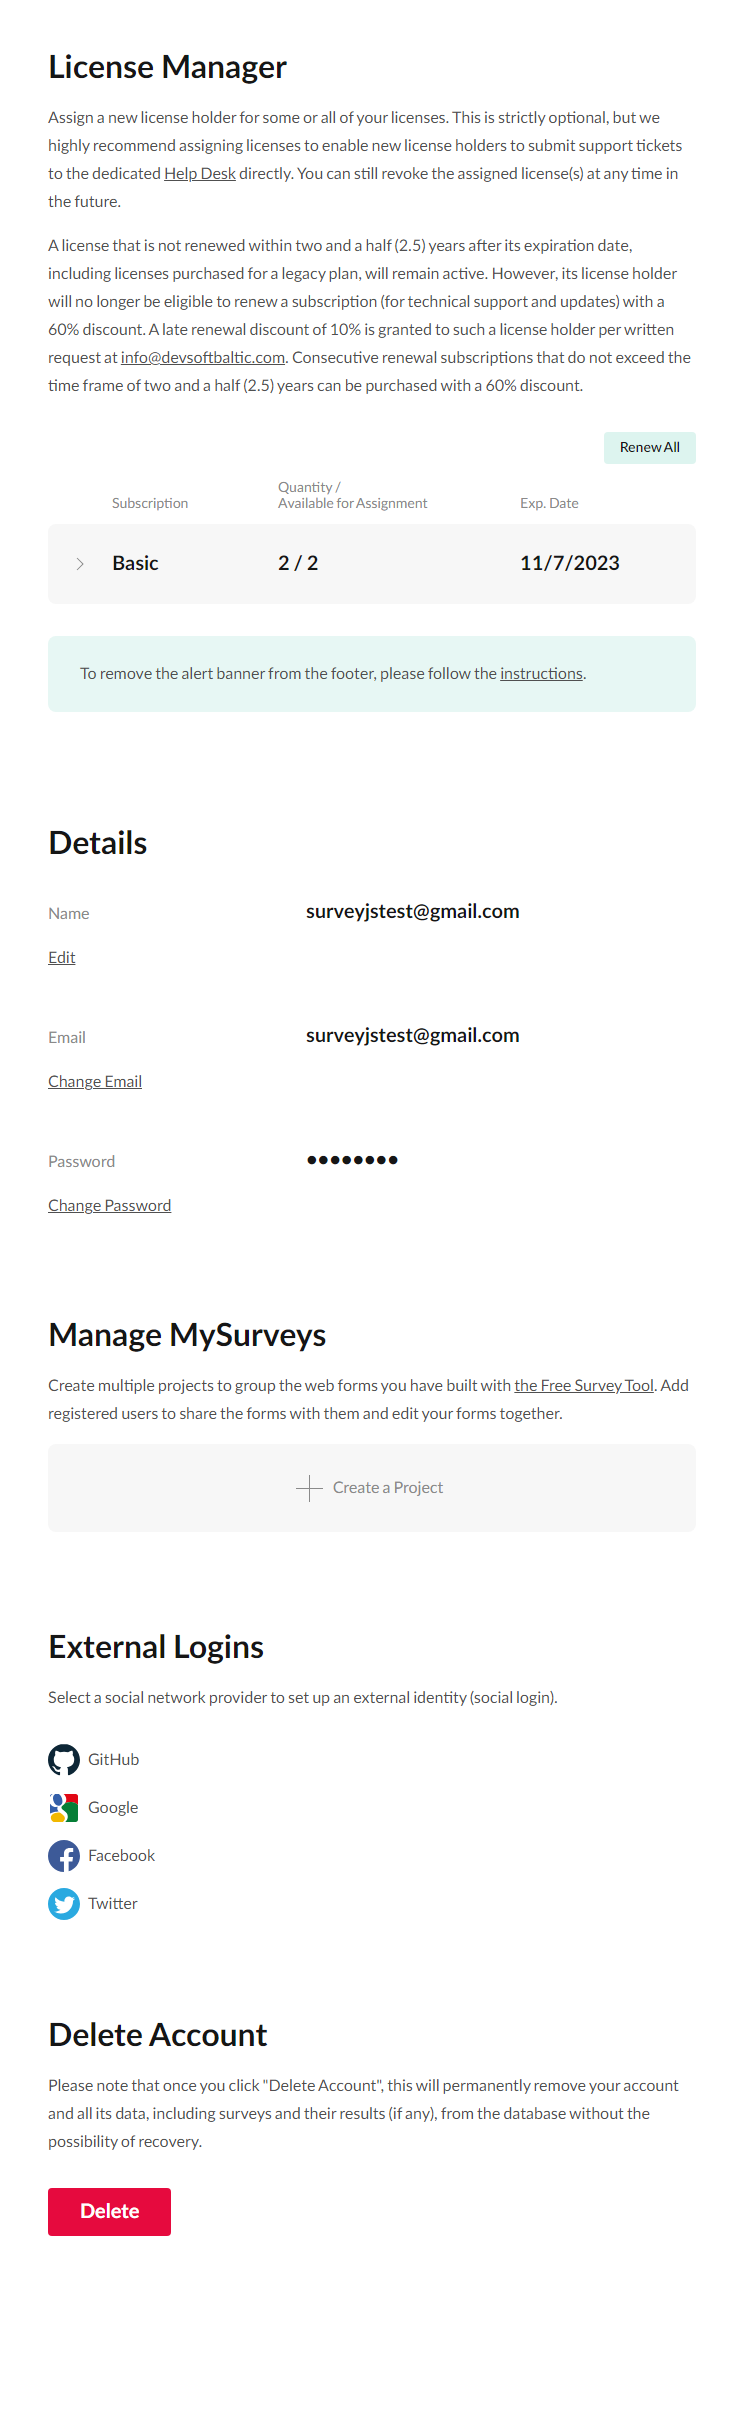 License Manager
Assign a new license holder for some or all of your licenses. This is strictly optional, but we
highly recommend assigning licenses to enable new license holders to submit support tickets
to the dedicated Help Desk directly. You can still revoke the assigned license(s) at any time in
the future.
A license that is not renewed within two and a half (2.5) years after its expiration date,
including licenses purchased for a legacy plan, will remain active. However, its license holder
will no longer be eligible to renew a subscription (for technical support and updates) with a
60% discount. A late renewal discount of 10% is granted to such a license holder per written
request at info@devsoftbaltic.com. Consecutive renewal subscriptions that do not exceed the
time frame of two and a half (2.5) years can be purchased with a 60% discount.
Renew All
Quantity /
Subscription Available for Assignment Exp. Date
Basic 2 / 2 11/7/2023
To remove the alert banner from the footer, please follow the instructions.
Details
Name surveyjstest@gmail.com
Edit
Email surveyjstest@gmail.com
Change Email
Password ••••••••
Change Password
Manage MySurveys
Create multiple projects to group the web forms you have built with the Free Survey Tool. Add
registered users to share the forms with them and edit your forms together.
Create a Project
External Logins
Select a social network provider to set up an external identity (social login).
GitHub
Google
Facebook
Twitter
Delete Account
Please note that once you click "Delete Account", this will permanently remove your account
and all its data, including surveys and their results (if any), from the database without the
possibility of recovery.
Delete